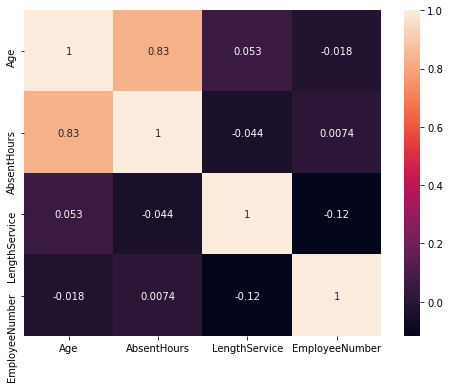 Age
1
0.83
0.053
-0.018
AbsentHours
0.83
1
-0.044
0.0074
LengthService
0.053
-0.044
1
-0.12
EmployeeNumber
-0.018
0.0074
-0.12
1
Age
AbsentHours
LengthService
EmployeeNumber
1.0
0.8
0.6
0.4
0.2
0.0